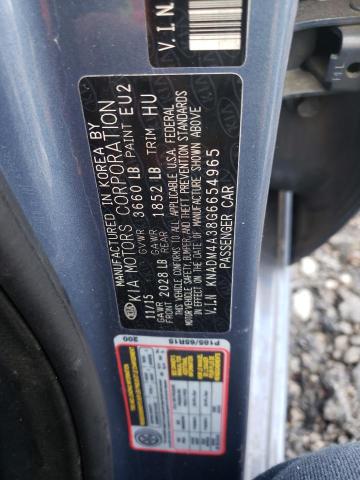 V.I.N
MANUFACTURED IN KOREA BY
KIA MOTORS CORPORATION
GVWR 3660 LB PAINT EU2
11/15 GAWR REAR 1852 LB TRIM HU
GAWR FRONT 2028 LB
THIS VEHICLE CONFORMS TO ALL APPLICABLE U.S.A. FEDERAL
MOTOR VEHICLE SAFETY, BUMPER, AND THEFT PREVENTION STANDARDS
IN EFFECT ON THE DATE OF MANUFACTURE SHOWN ABOVE
V.I.N KNADM4A38G6654965
PASSENGER CAR
P185/65R15
200